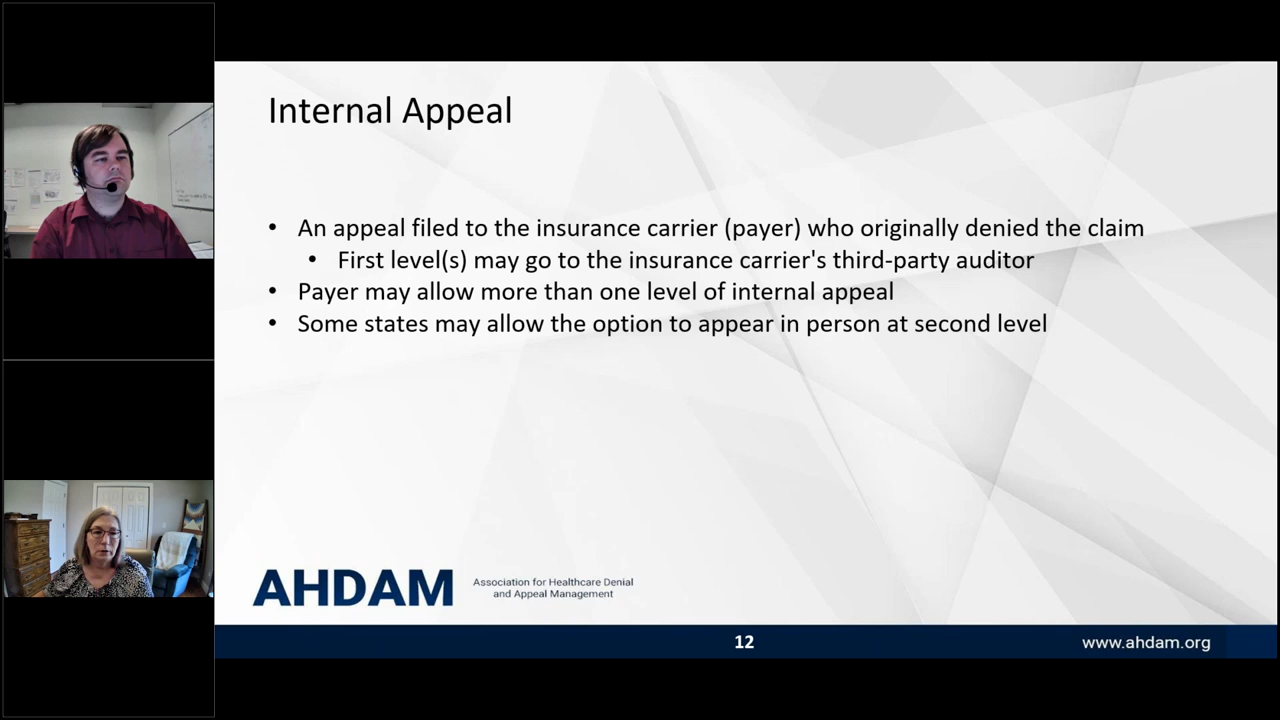 Internal Appeal
• An appeal filed to the insurance carrier (payer) who originally denied the claim
• First level(s) may go to the insurance carrier's third-party auditor
• Payer may allow more than one level of internal appeal
• Some states may allow the option to appear in person at second level
AHDAM
Association for Healthcare Denial
and Appeal Management
12
www.ahdam.org